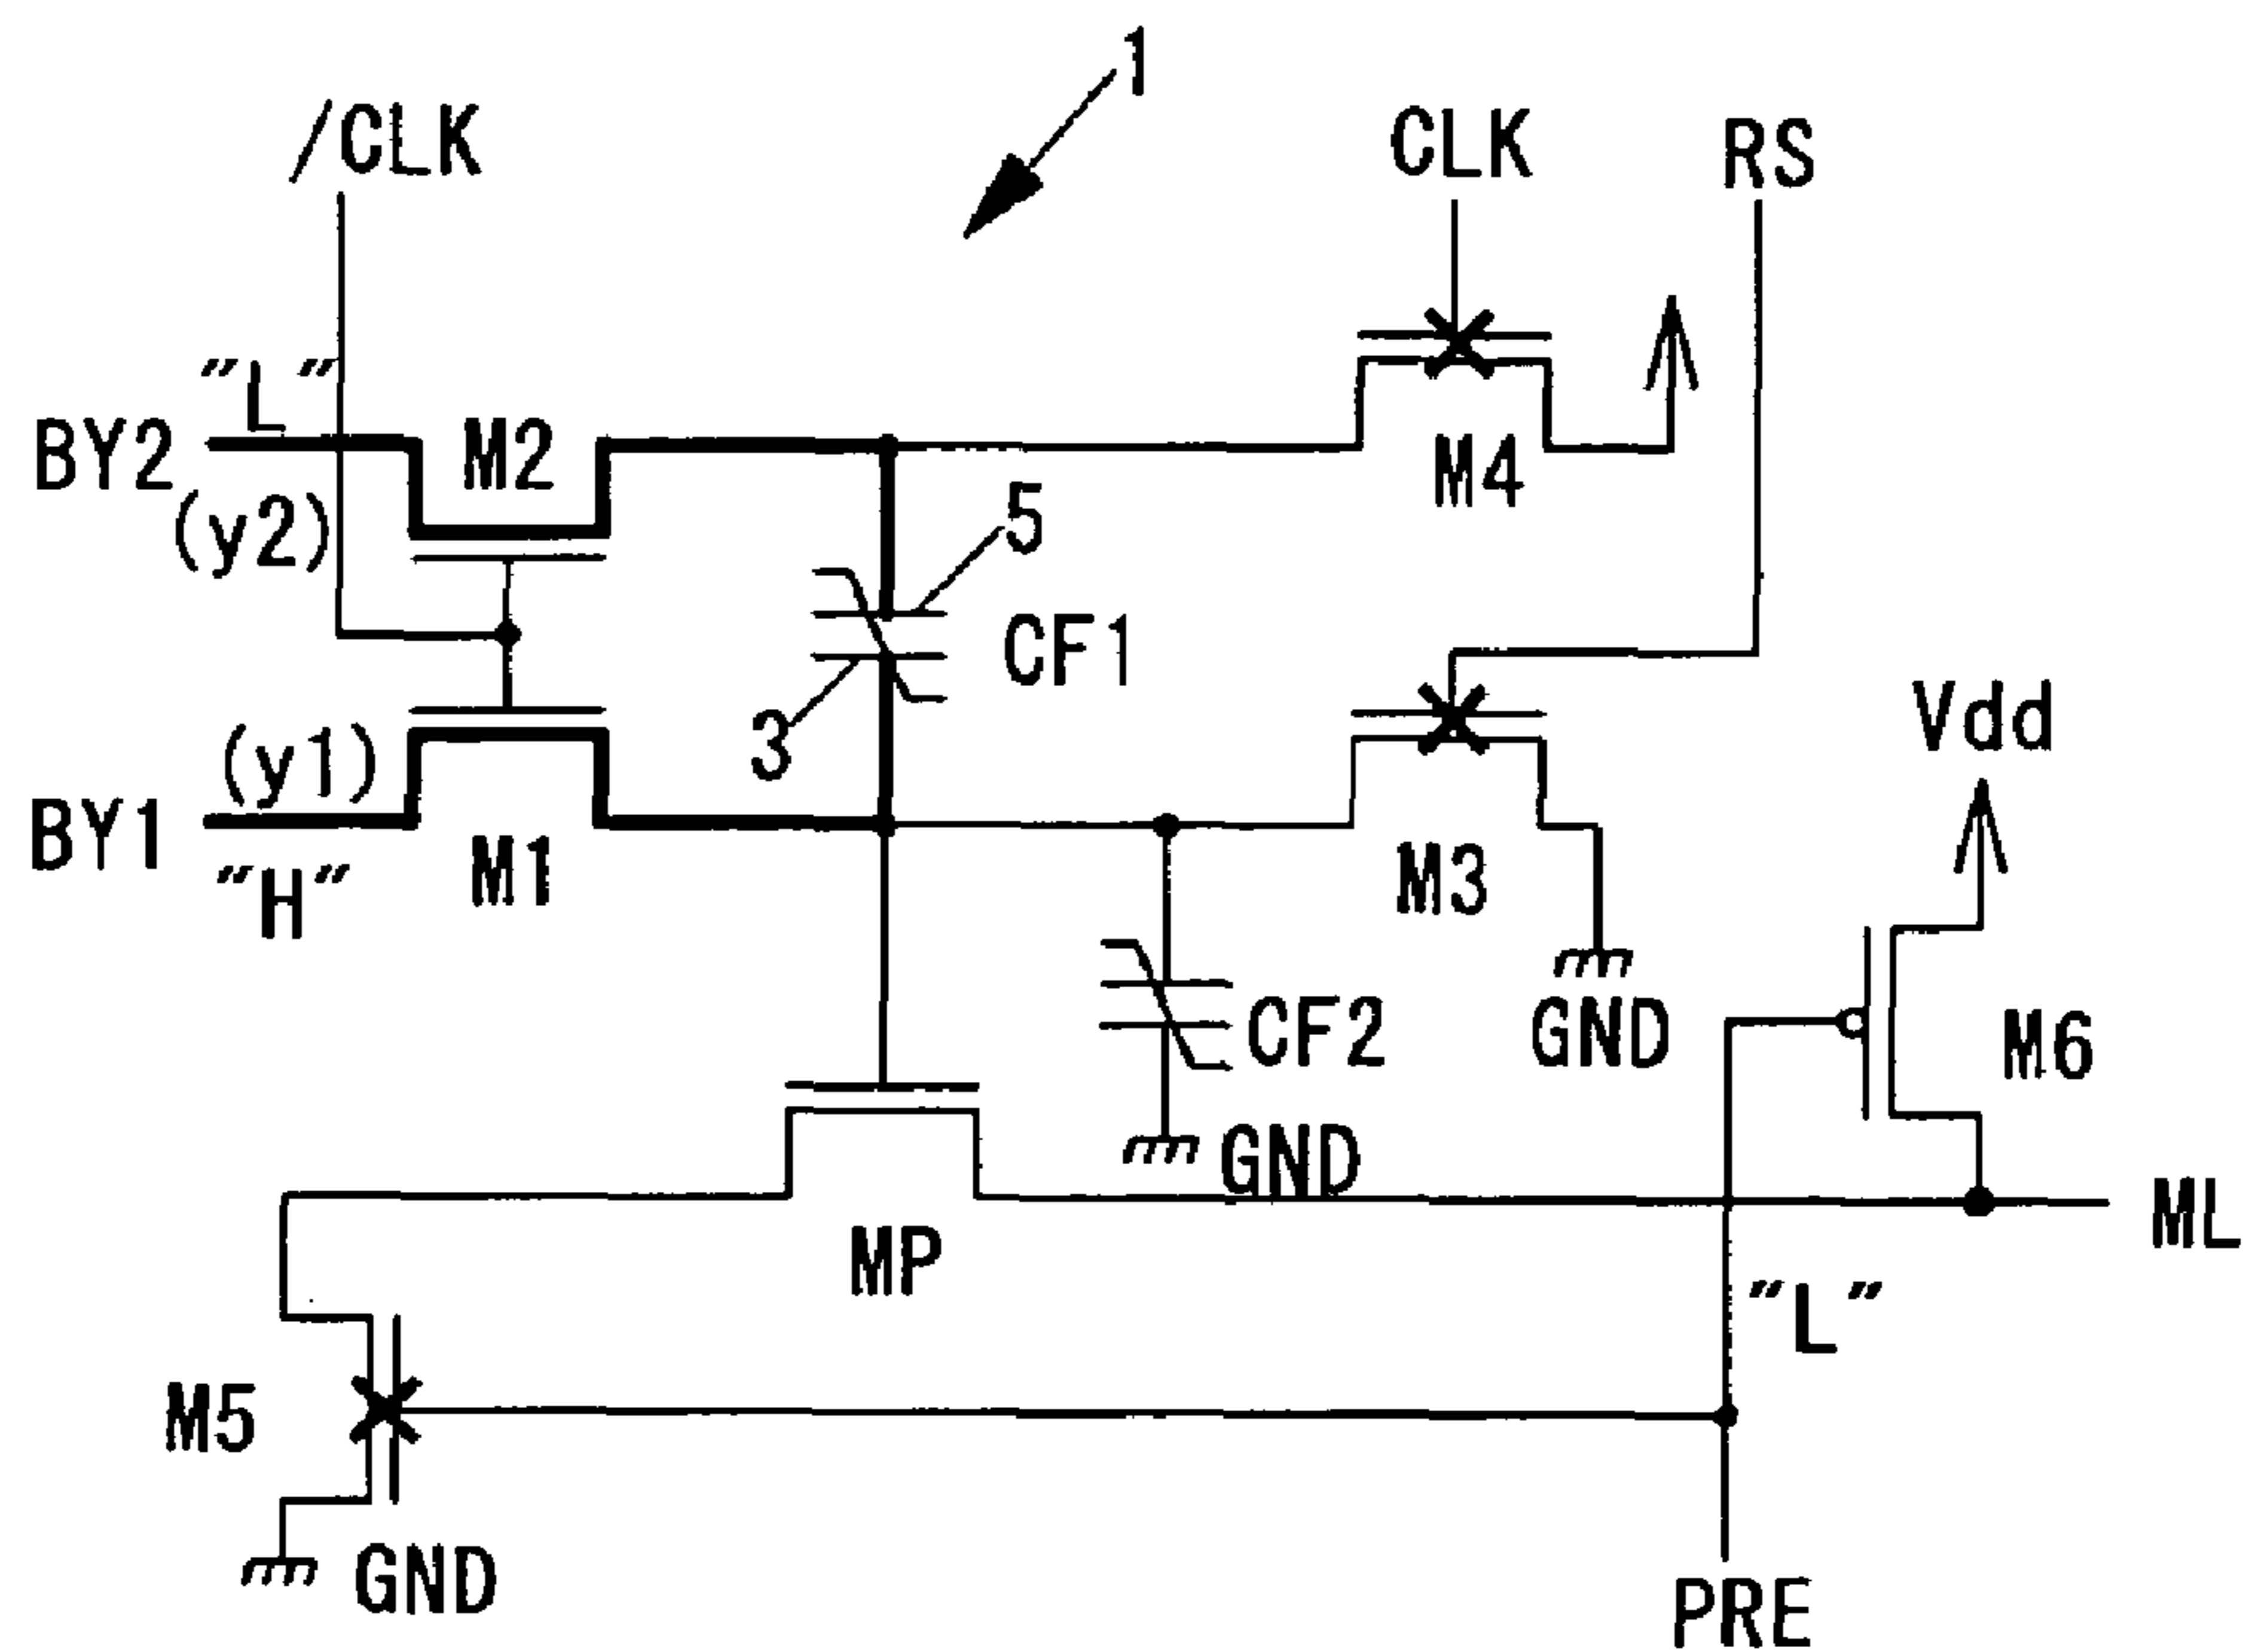 1
/CLK
CLK
RS
"L"
BY2
M2
(y2)
M4
5
CF1
3
(y1)
BY1
"H"
M1
M3
Vdd
CF2
GND
M6
GND
ML
MP
"L"
M5
GND
PRE